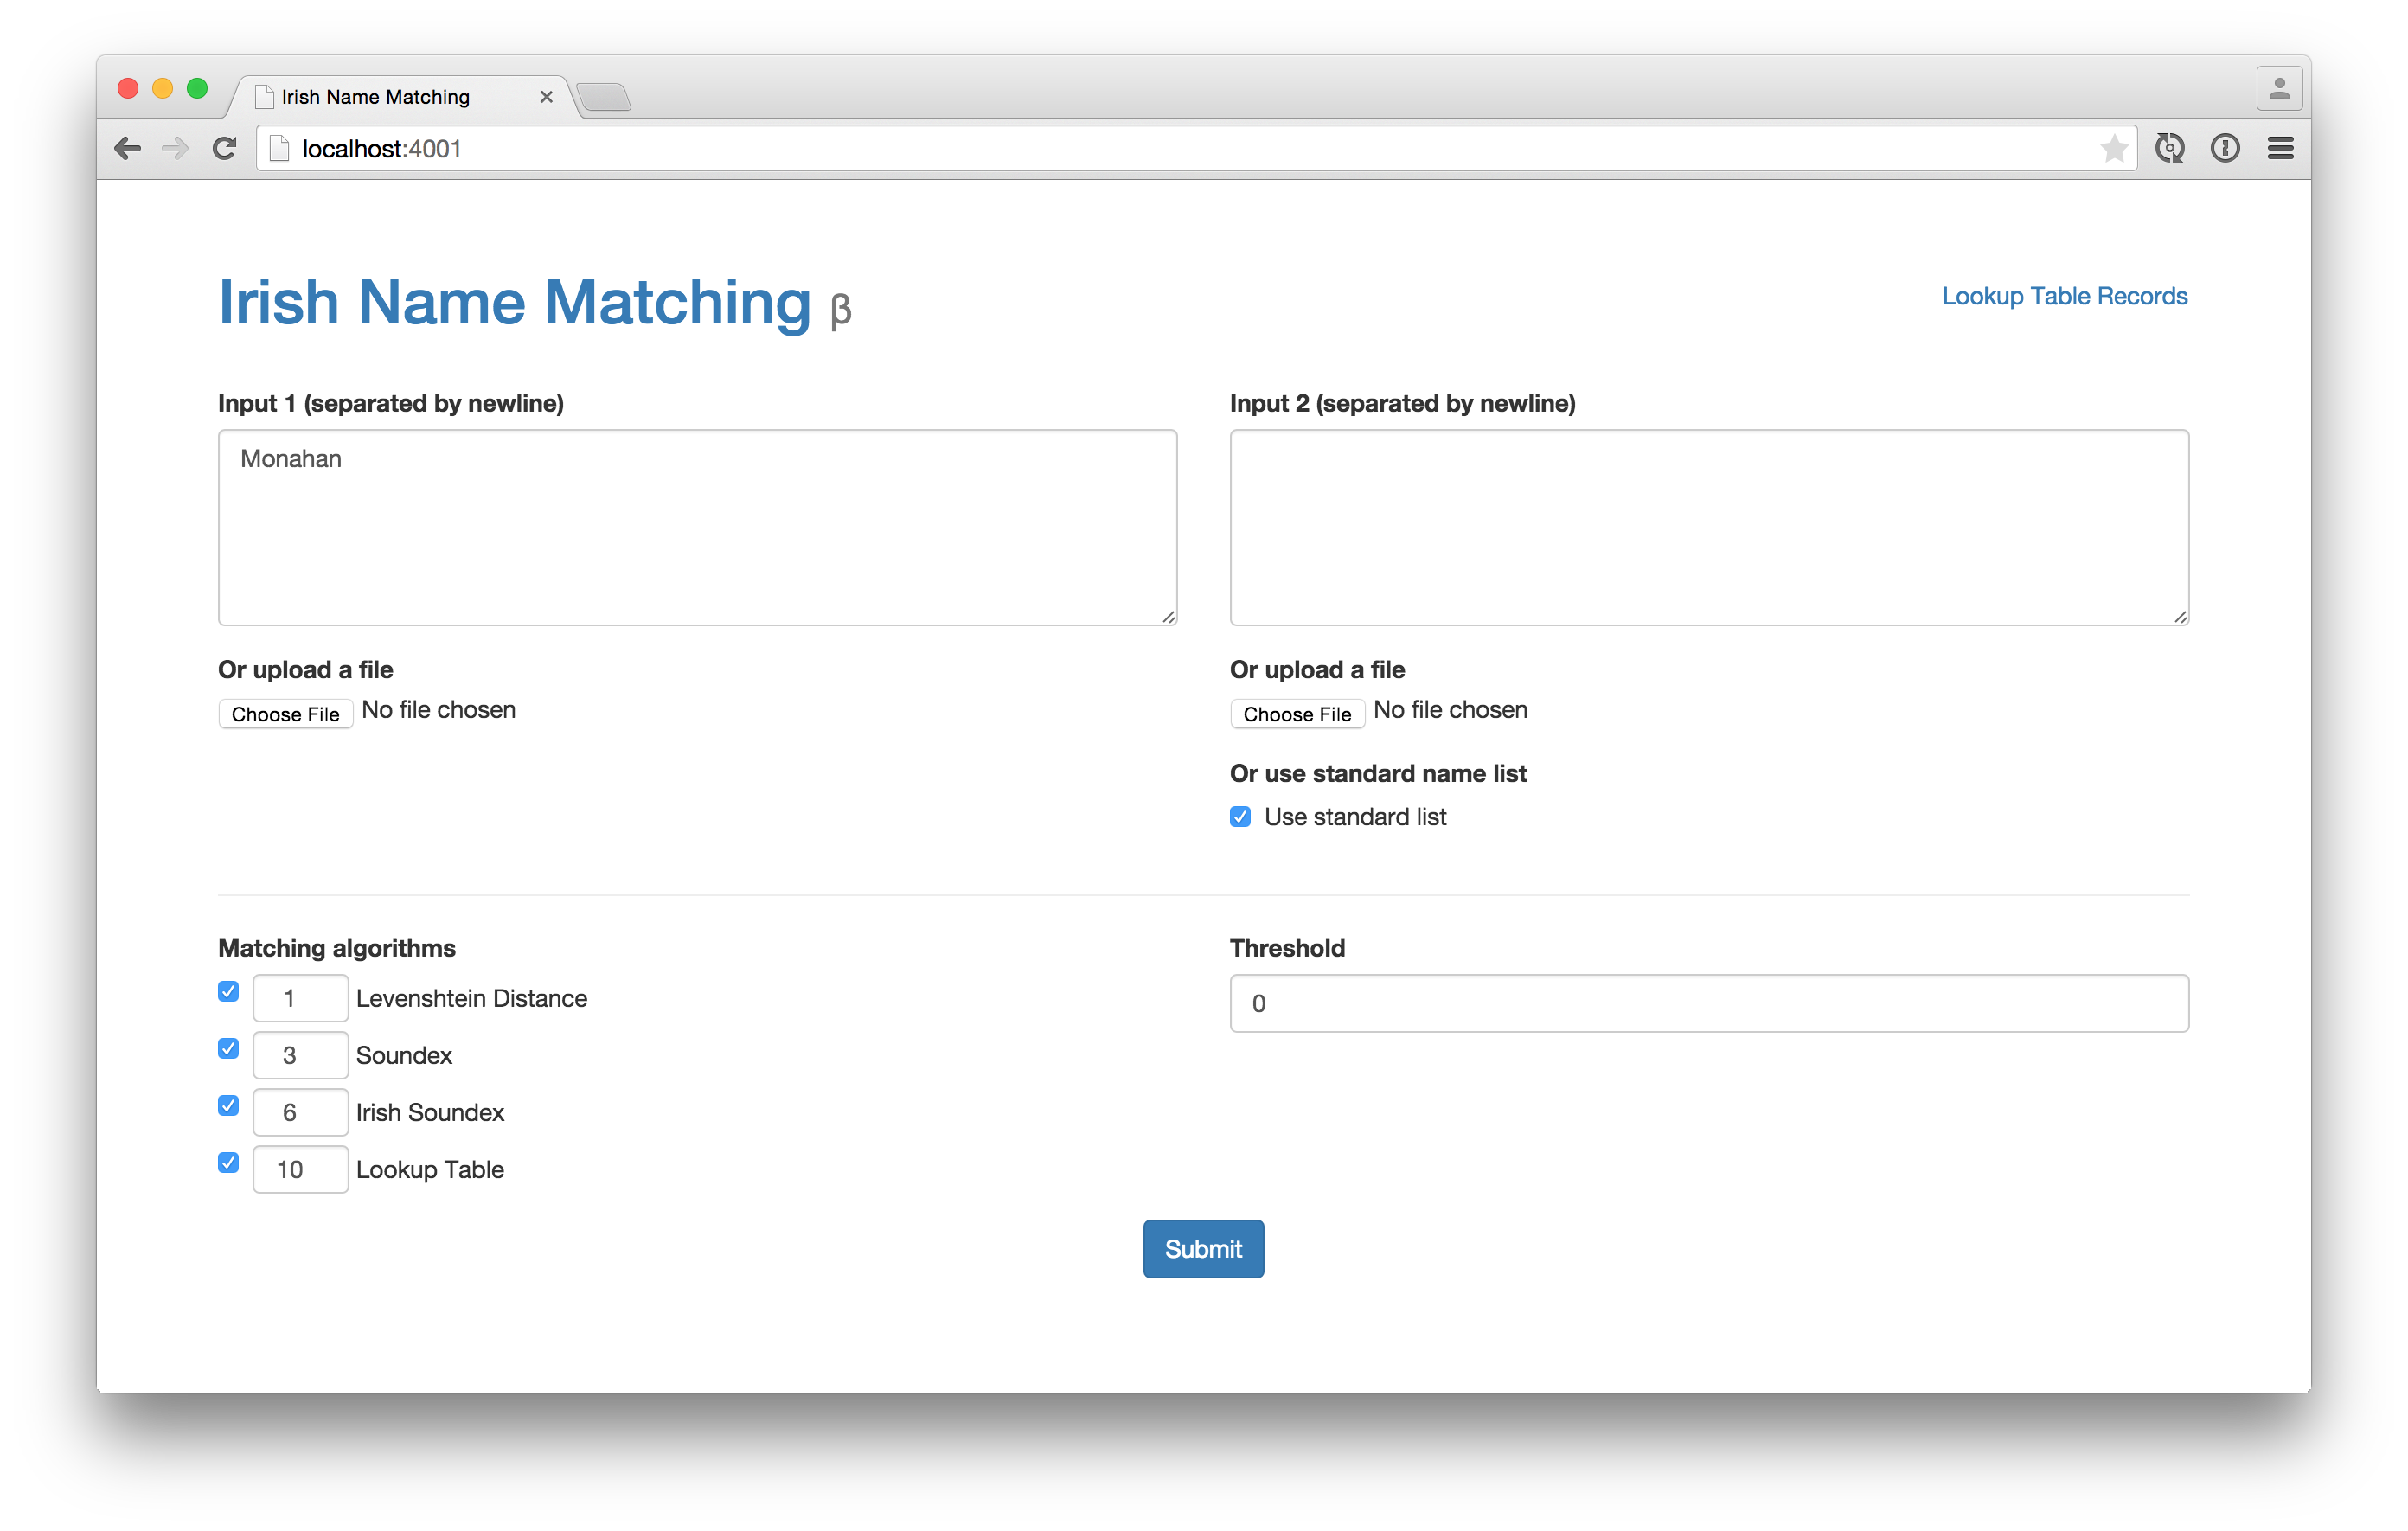 Irish Name Matching
localhost:4001
Irish Name Matching β
Lookup Table Records
Input 1 (separated by newline)
Monahan
Or upload a file
Choose File No file chosen
Input 2 (separated by newline)
Or upload a file
Choose File No file chosen
Or use standard name list
Use standard list
Matching algorithms
1 Levenshtein Distance
3 Soundex
6 Irish Soundex
10 Lookup Table
Threshold
0
Submit